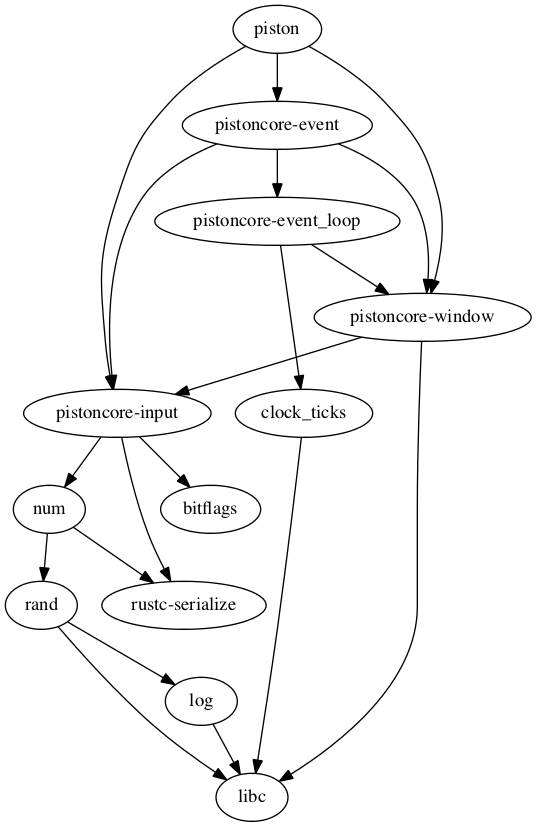 piston
pistoncore-event
pistoncore-event_loop
pistoncore-window
pistoncore-input
clock_ticks
num
bitflags
rand
rustc-serialize
log
libc